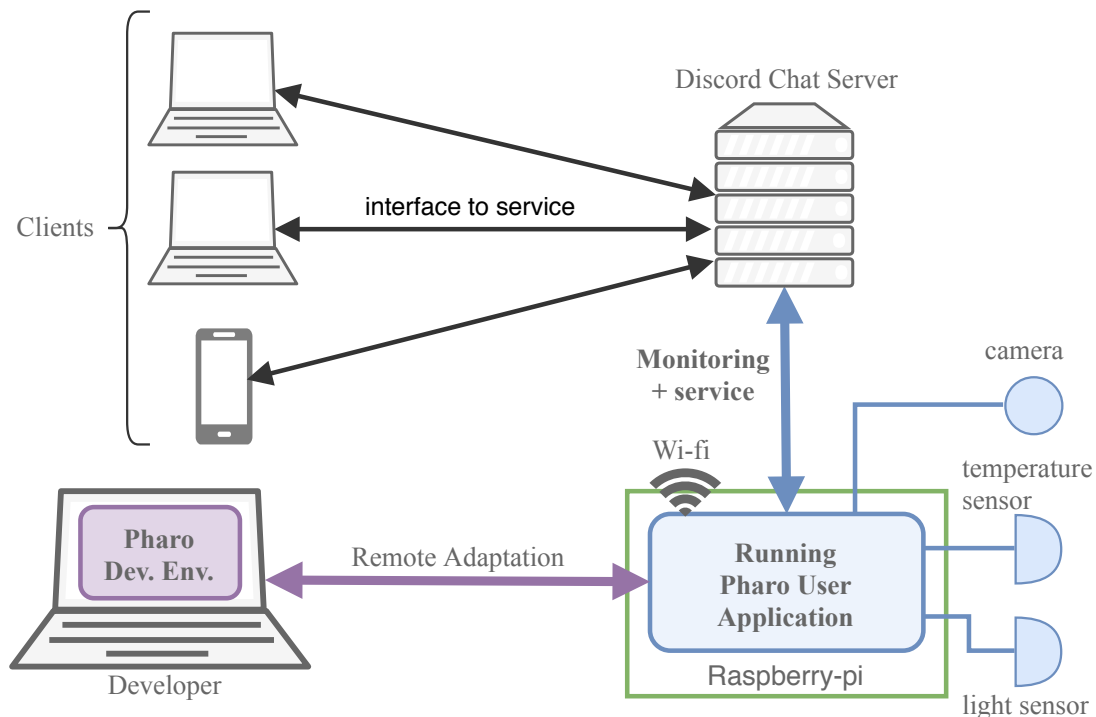 Discord Chat Server
interface to service
Clients
Monitoring
+ service
camera
Wi-fi
temperature
sensor
Pharo
Dev. Env.
Remote Adaptation
Running
Pharo User
Application
Raspberry-pi
Developer
light sensor